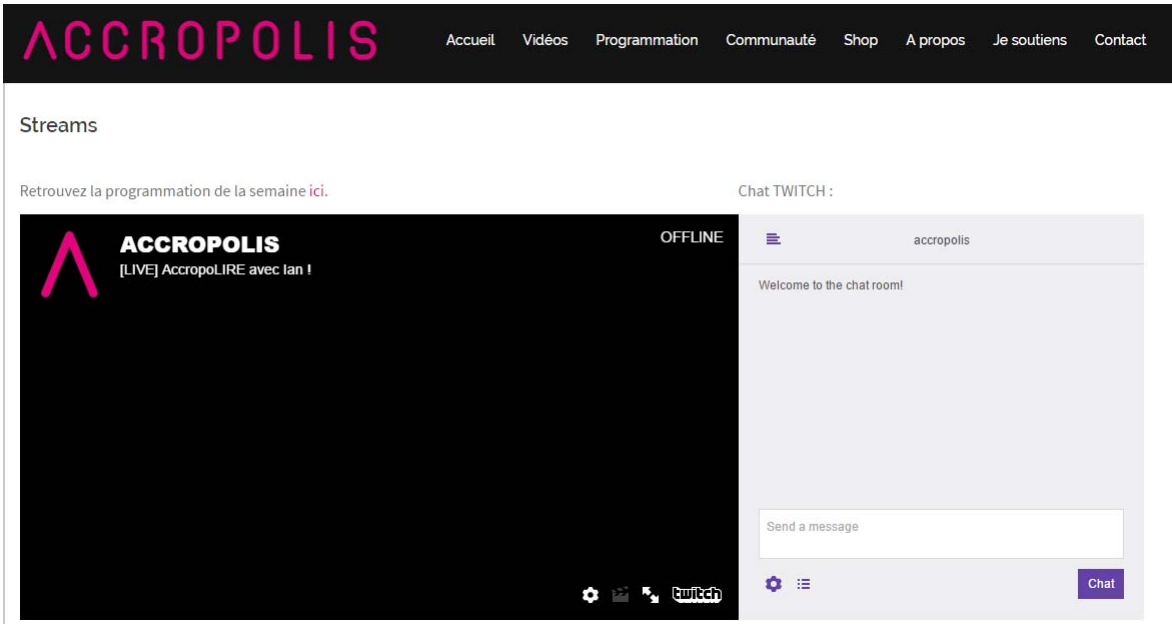 ACCROPOLIS
Accueil Vidéos Programmation Communauté Shop A propos Je soutiens Contact
Streams
Retrouvez la programmation de la semaine ici.
Chat TWITCH :
ACCROPOLIS
OFFLINE
[LIVE] AccropoLIRE avec Ian !
twitch
accropolis
Welcome to the chat room!
Send a message
Chat